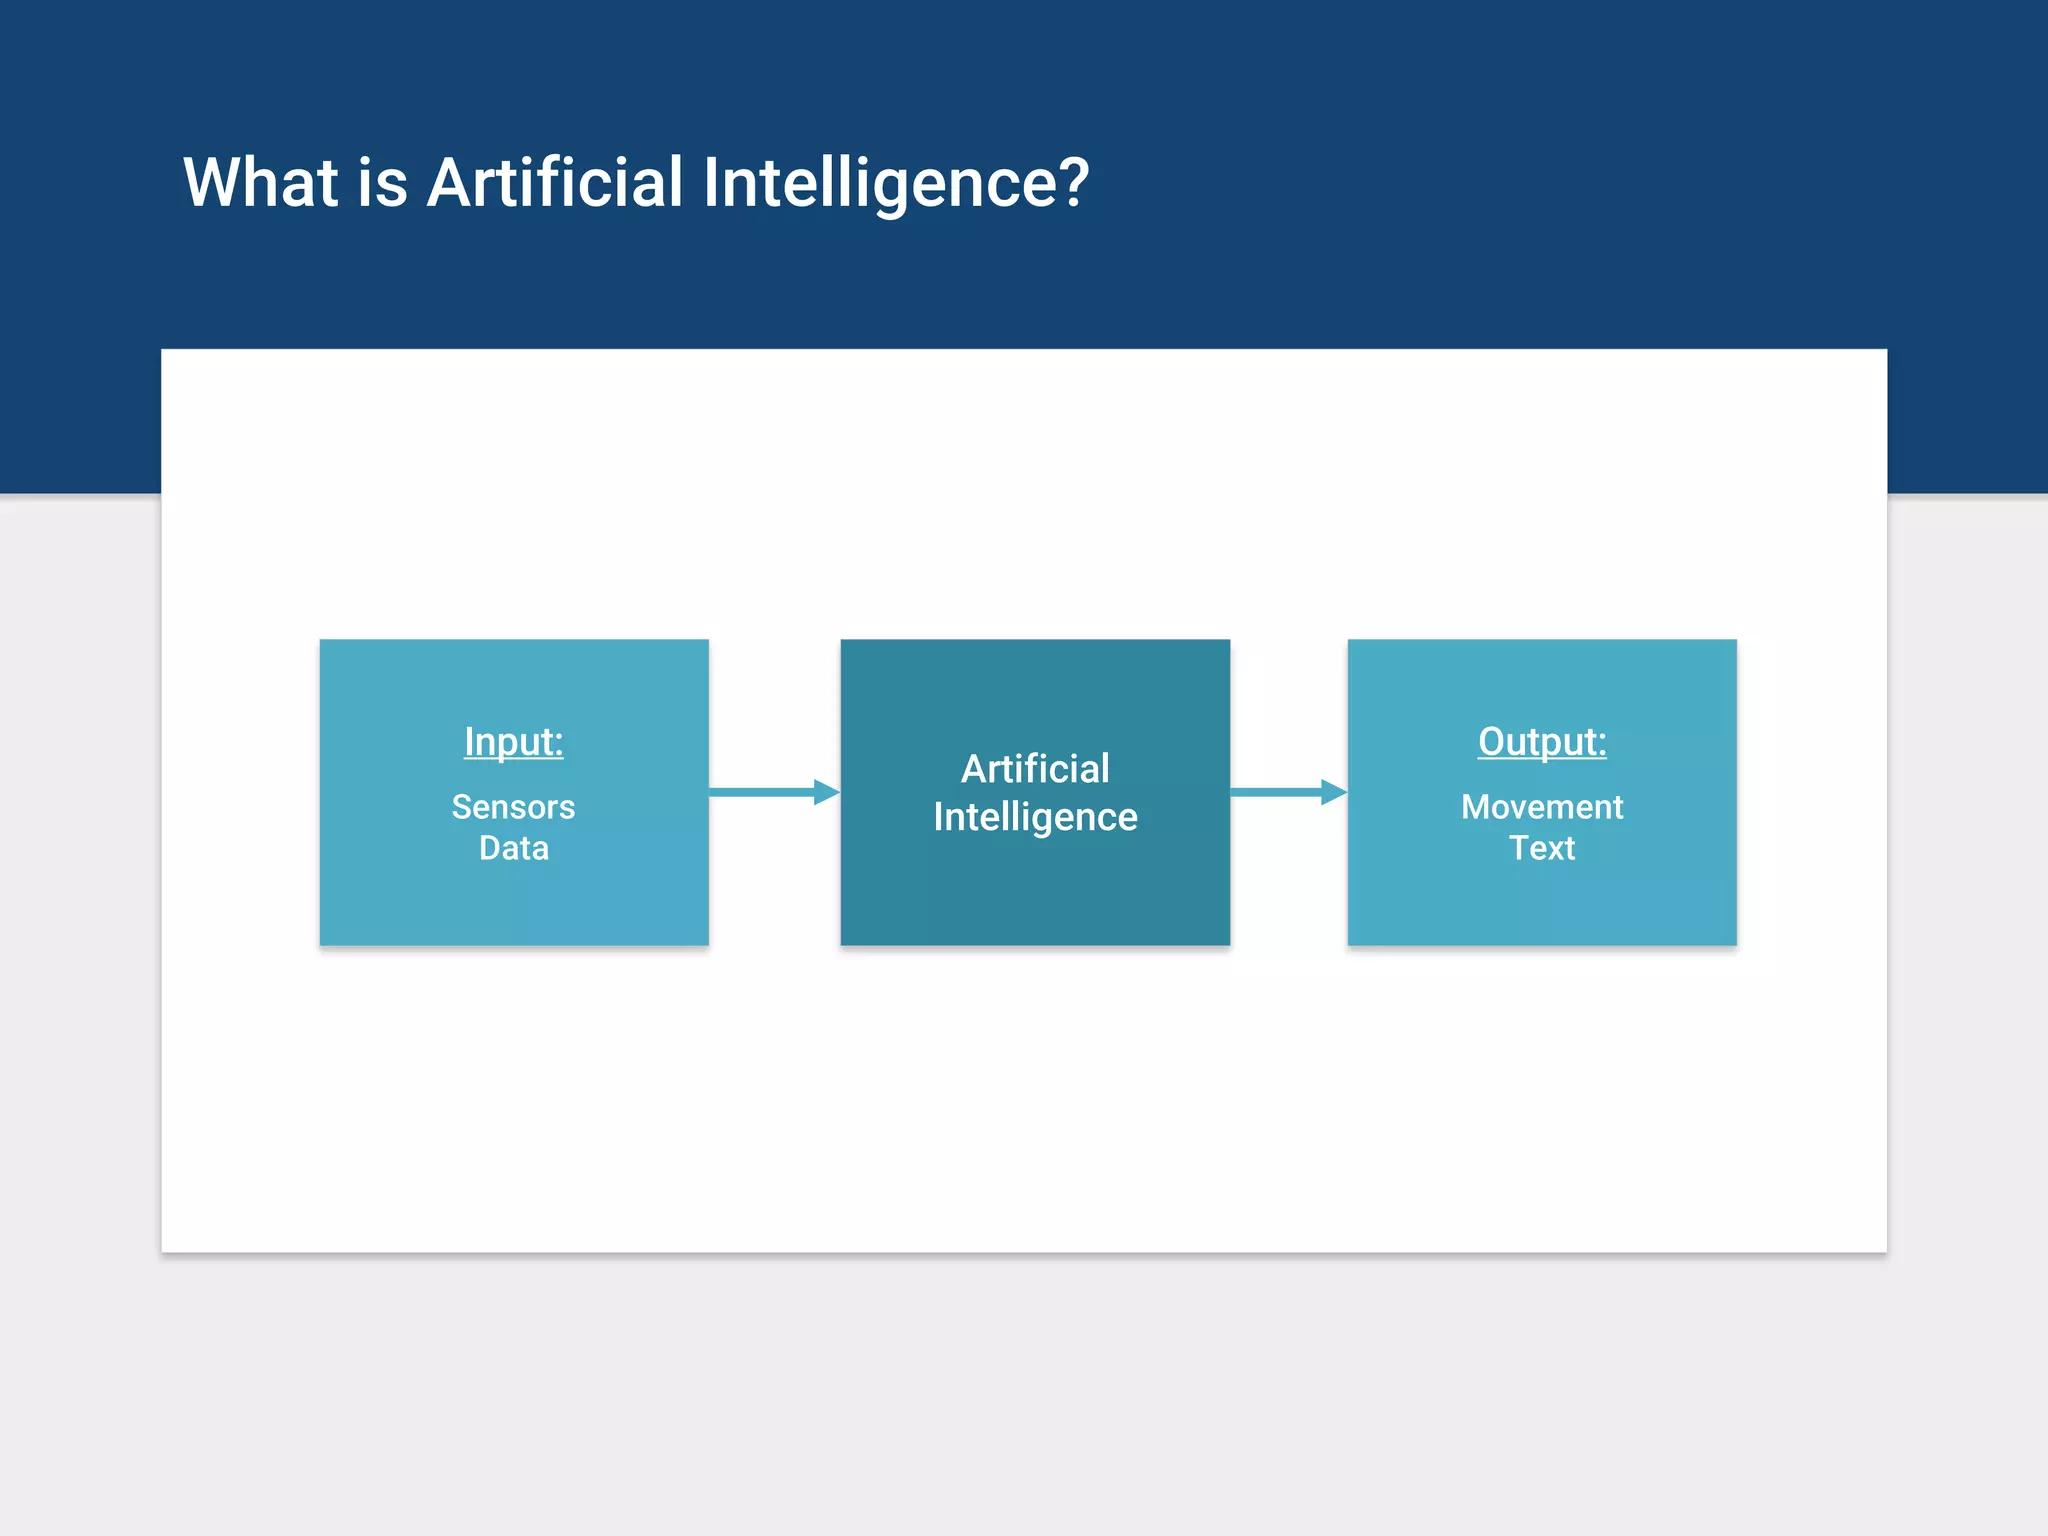 What is Artificial Intelligence?
Input:
Sensors
Data
Artificial
Intelligence
Output:
Movement
Text